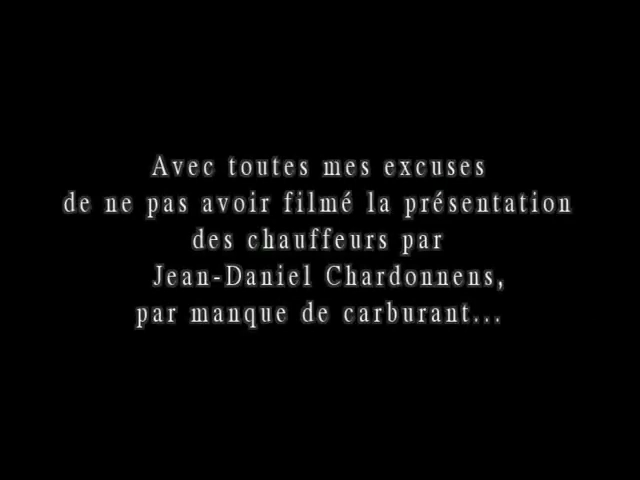 Avec toutes mes excuses
de ne pas avoir filmé la présentation
des chauffeurs par
Jean-Daniel Chardonnens,
par manque de carburant...